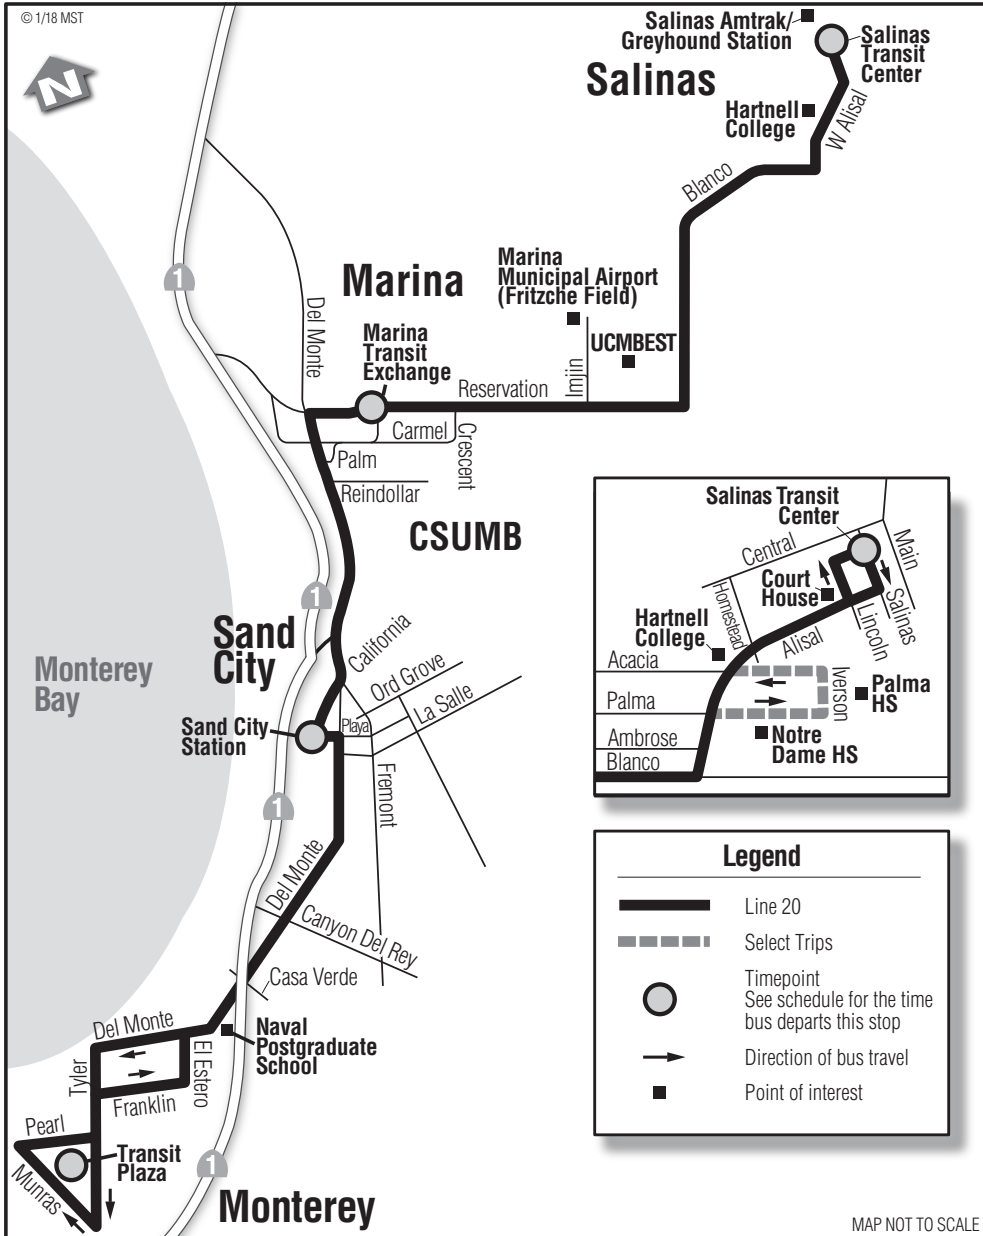 © 1/18 MST
N
Salinas Amtrak/
Greyhound Station
Salinas
Transit
Center
Salinas
Hartnell
College
W Alisal
Blanco
Marina
Municipal Airport
(Fritzche Field)
1
Marina
Del Monte
Marina
Transit
Exchange
UCMBEST
Imjin
Reservation
Carmel
Crescent
Palm
Reindollar
CSUMB
1
Sand
City
California
Ord Grove
La Salle
Playa
Monterey
Bay
Sand City
Station
Fremont
1
Del Monte
Canyon Del Rey
Casa Verde
Naval
Postgraduate
School
Del Monte
Tyler
El Estero
Franklin
Pearl
Transit
Plaza
Munras
1
Monterey
Salinas Transit
Center
Central
Main
Court
House
Homestead
Salinas
Lincoln
Hartnell
College
Alisal
Acacia
Iverson
Palma
HS
Palma
Notre
Dame HS
Ambrose
Blanco
Legend
Line 20
Select Trips
Timepoint
See schedule for the time
bus departs this stop
Direction of bus travel
Point of interest
MAP NOT TO SCALE